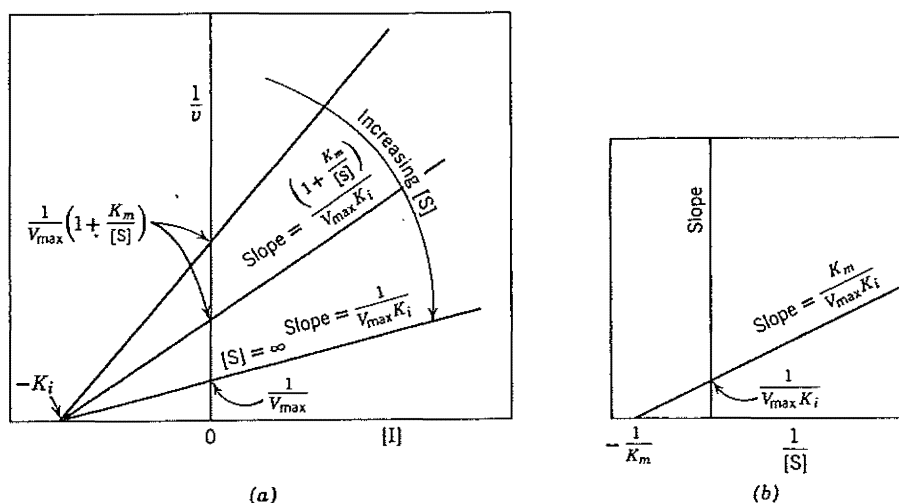 1/v
Increasing [S]
1/Vmax (1 + Km/[S])
Slope = (1 + Km/[S])/VmaxKi
Slope = 1/VmaxKi
[S] = ∞
−Ki
1/Vmax
0
[I]
(a)
Slope
Slope = Km/VmaxKi
1/VmaxKi
−1/Km
1/[S]
(b)